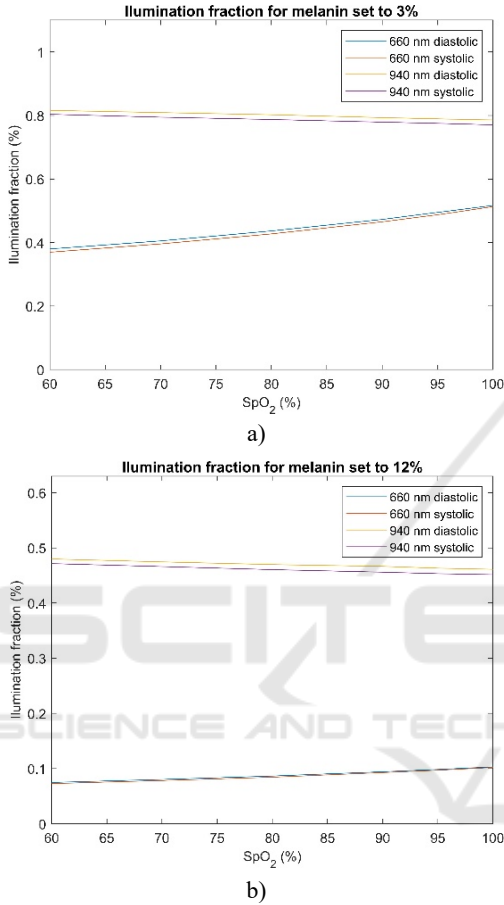 Ilumination fraction for melanin set to 3%
660 nm diastolic
660 nm systolic
940 nm diastolic
940 nm systolic
1
0.8
0.6
0.4
0.2
0
Ilumination fraction (%)
60 65 70 75 80 85 90 95 100
SpO2 (%)
a)
Ilumination fraction for melanin set to 12%
660 nm diastolic
660 nm systolic
940 nm diastolic
940 nm systolic
0.6
0.5
0.4
0.3
0.2
0.1
0
Ilumination fraction (%)
60 65 70 75 80 85 90 95 100
SpO2 (%)
b)
SCITE
SCIENCE AND TECH